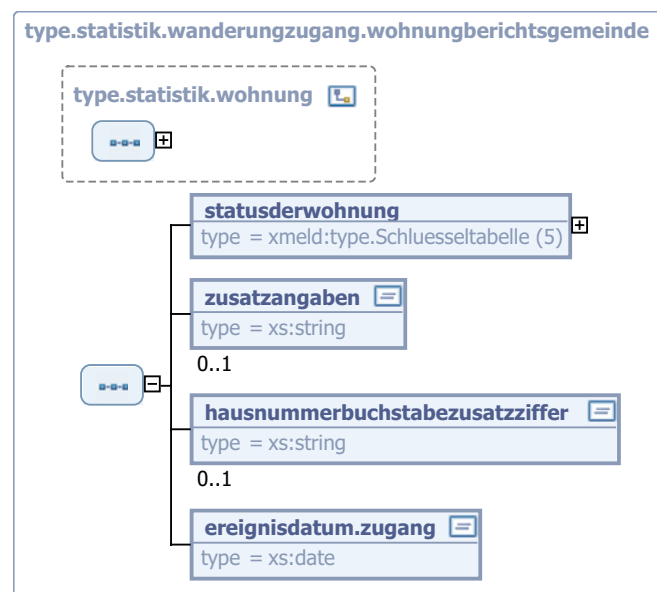 type.statistik.wanderungzugang.wohnungberichtsgemeinde
type.statistik.wohnung
statusderwohnung
type = xmeld:type.Schluesseltabelle (5)
zusatzangaben
type = xs:string
0..1
hausnummerbuchstabezusatzziffer
type = xs:string
0..1
ereignisdatum.zugang
type = xs:date